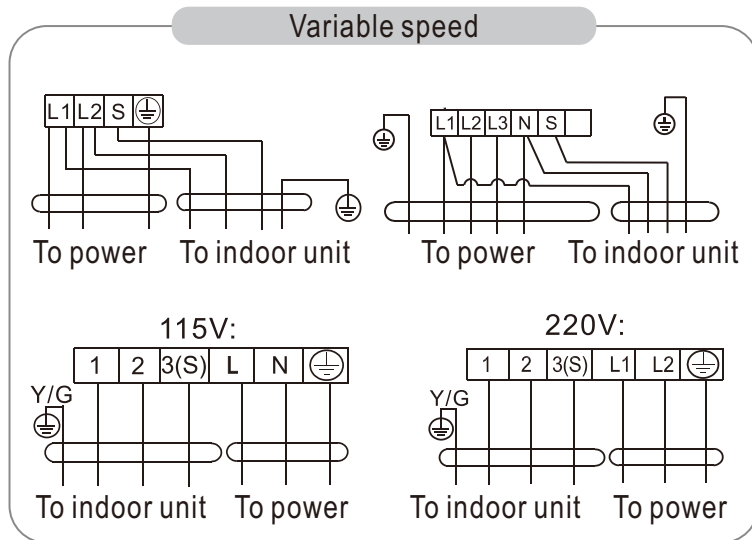 Variable speed
L1 L2 S
L1 L2 L3 N S
To power To indoor unit
To power To indoor unit
115V:
1 2 3(S) L N
Y/G
To indoor unit To power
220V:
1 2 3(S) L1 L2
Y/G
To indoor unit To power